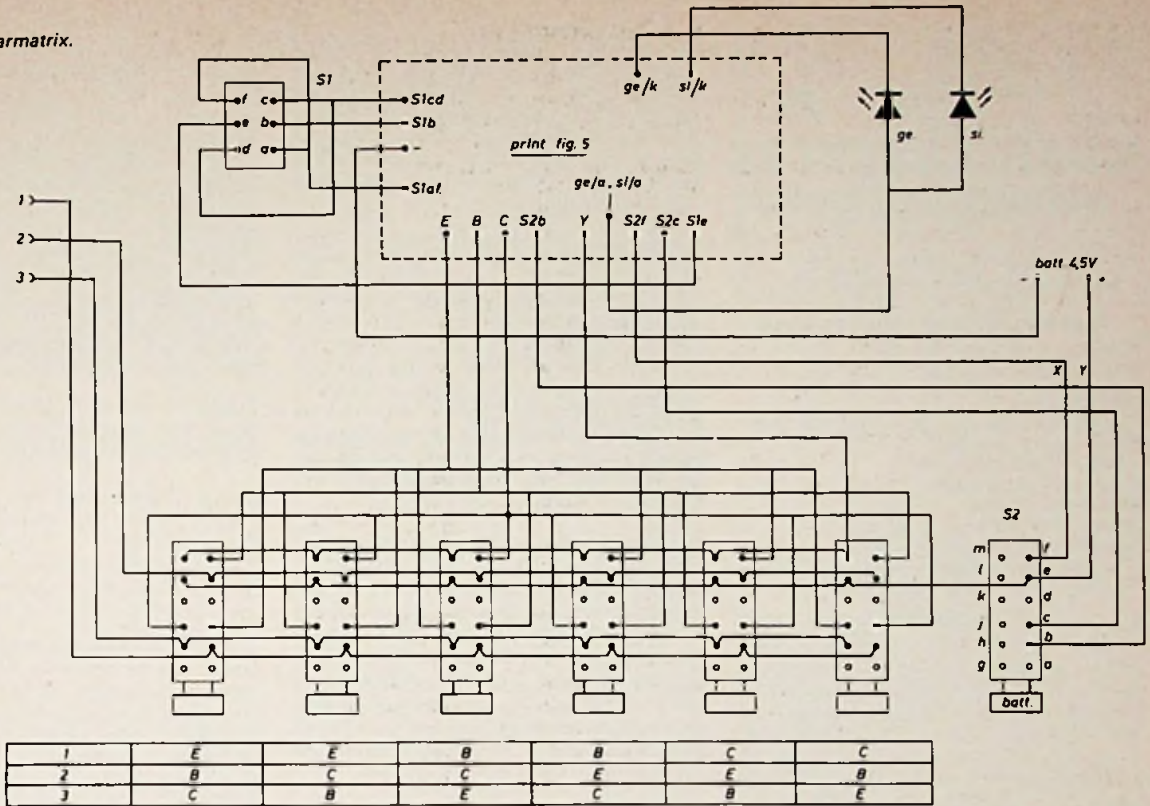 armatrix.
S1
f c
e b
d a
S1cd
S1b
-
S1af.
ge/k si/k
print fig. 5
ge/a, si/a
E B C S2b Y S2f S2c S1e
ge.
si.
1
2
3
batt. 4,5V
X Y
S2
m f
l e
k d
j c
h b
g a
batt.
1 E E B B C C
2 B C C E E B
3 C B E C B E